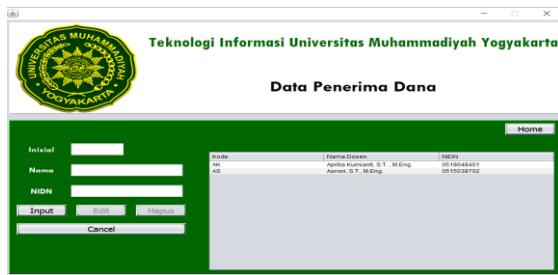 UNIVERSITAS MUHAMMADIYAH
YOGYAKARTA
Teknologi Informasi Universitas Muhammadiyah Yogyakarta
Data Penerima Dana
Home
Inisial
Nama
NIDN
Input Edit Hapus
Cancel
Kode Nama Dosen NIDN
AK Aprilia Kurnianti, S.T., M.Eng. 0518048401
AS Asroni, S.T., M.Eng. 0515038702